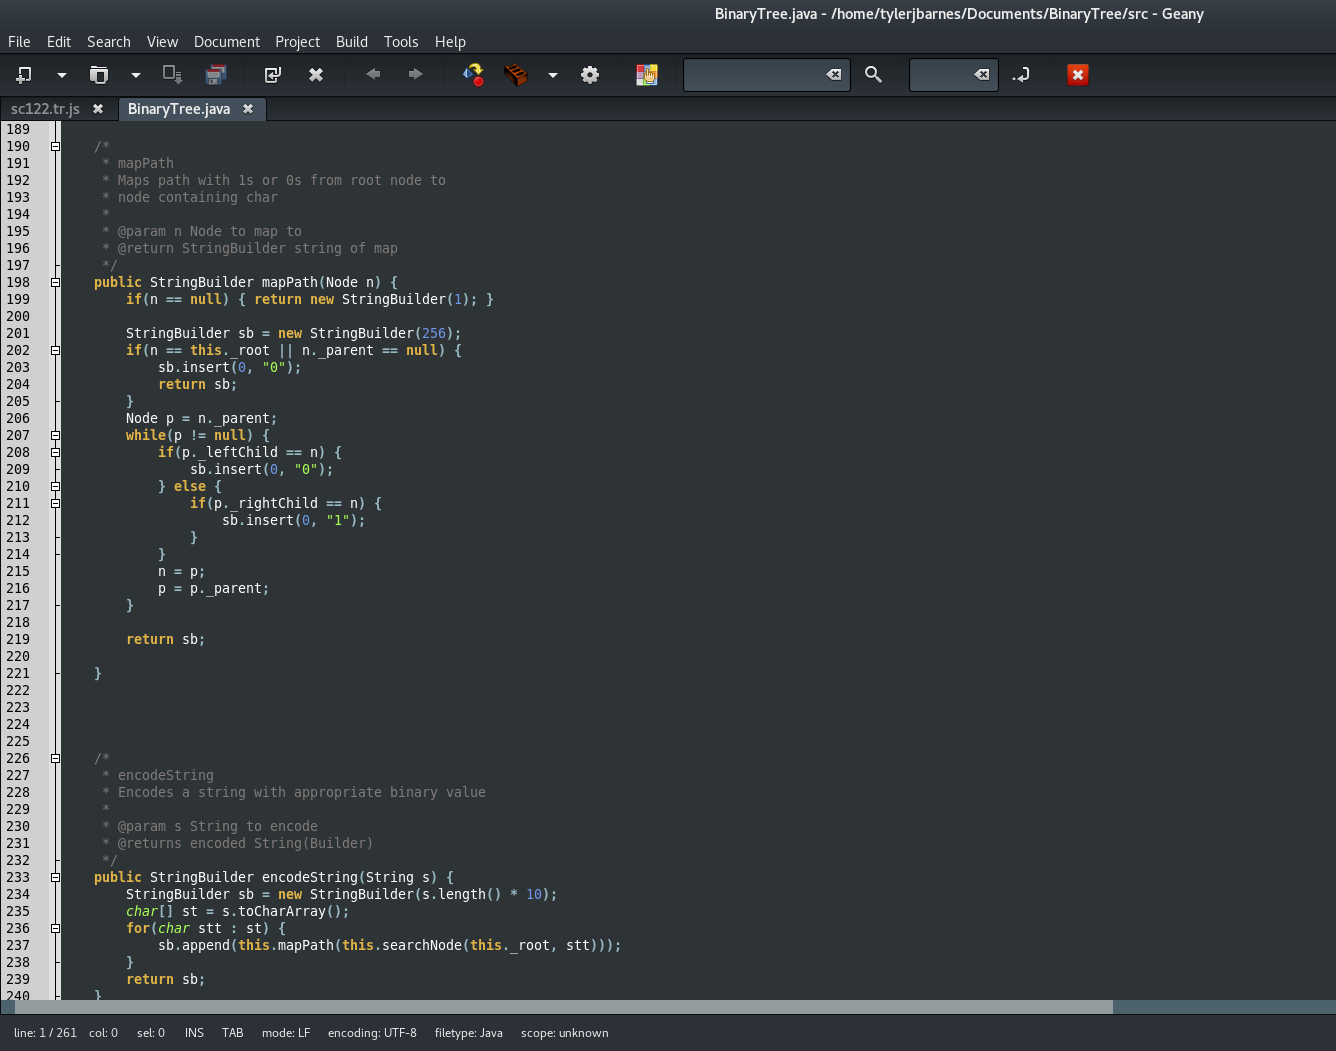 BinaryTree.java - /home/tylerjbarnes/Documents/BinaryTree/src - Geany
File Edit Search View Document Project Build Tools Help
sc122.tr.js BinaryTree.java
189
190 /*
191 * mapPath
192 * Maps path with 1s or 0s from root node to
193 * node containing char
194 *
195 * @param n Node to map to
196 * @return StringBuilder string of map
197 */
198 public StringBuilder mapPath(Node n) {
199 if(n == null) { return new StringBuilder(1); }
200
201 StringBuilder sb = new StringBuilder(256);
202 if(n == this._root || n._parent == null) {
203 sb.insert(0, "0");
204 return sb;
205 }
206 Node p = n._parent;
207 while(p != null) {
208 if(p._leftChild == n) {
209 sb.insert(0, "0");
210 } else {
211 if(p._rightChild == n) {
212 sb.insert(0, "1");
213 }
214 }
215 n = p;
216 p = p._parent;
217 }
218
219 return sb;
220
221 }
222
223
224
225
226 /*
227 * encodeString
228 * Encodes a string with appropriate binary value
229 *
230 * @param s String to encode
231 * @returns encoded String(Builder)
232 */
233 public StringBuilder encodeString(String s) {
234 StringBuilder sb = new StringBuilder(s.length() * 10);
235 char[] st = s.toCharArray();
236 for(char stt : st) {
237 sb.append(this.mapPath(this.searchNode(this._root, stt)));
238 }
239 return sb;
240 }
line: 1 / 261 col: 0 sel: 0 INS TAB mode: LF encoding: UTF-8 filetype: Java scope: unknown